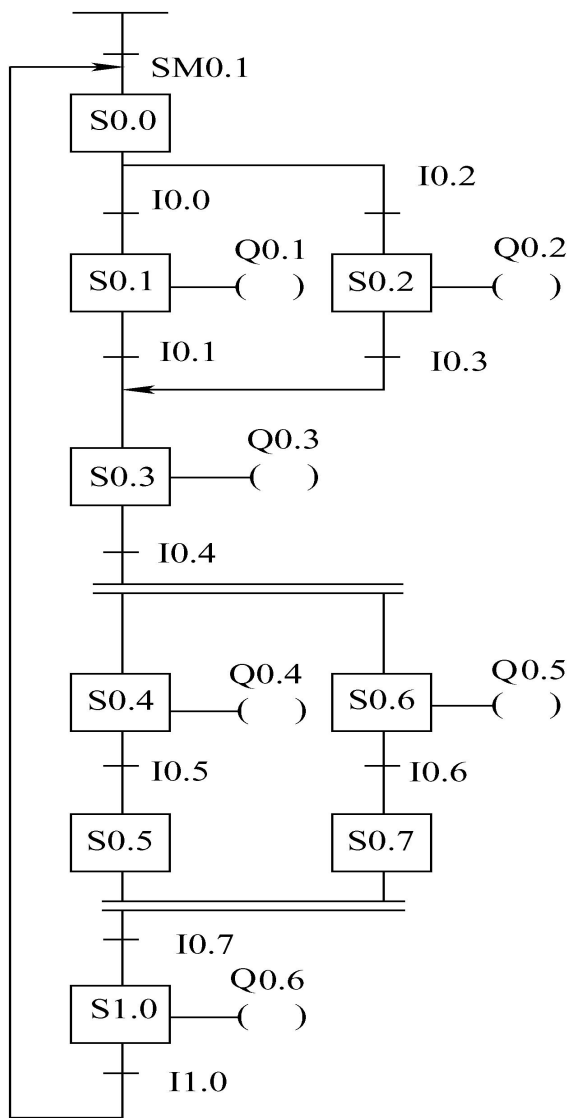 SM0.1
S0.0
I0.0 I0.2
Q0.1 Q0.2
S0.1 ( ) S0.2 ( )
I0.1 I0.3
Q0.3
S0.3 ( )
I0.4
Q0.4 Q0.5
S0.4 ( ) S0.6 ( )
I0.5 I0.6
S0.5 S0.7
I0.7
Q0.6
S1.0 ( )
I1.0